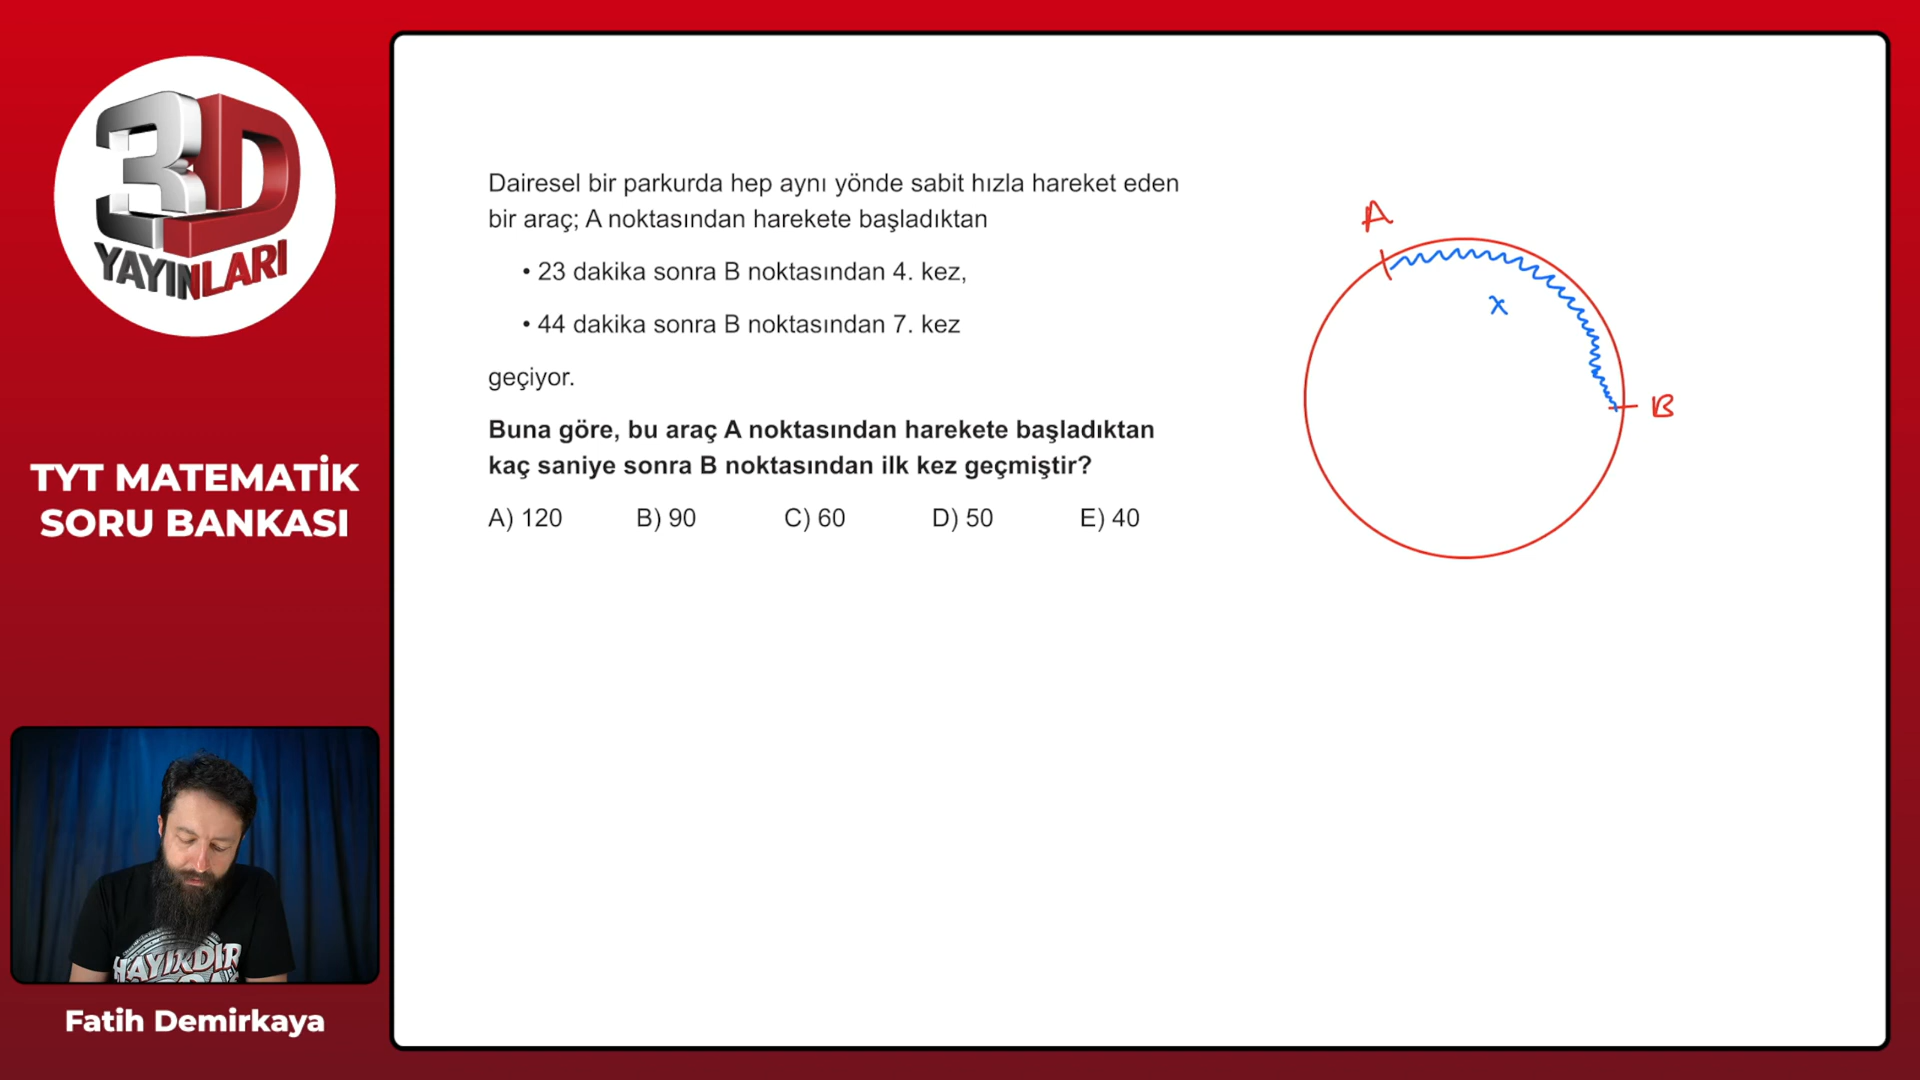 3D
YAYINLARI
TYT MATEMATİK
SORU BANKASI
Dairesel bir parkurda hep aynı yönde sabit hızla hareket eden
bir araç; A noktasından harekete başladıktan
• 23 dakika sonra B noktasından 4. kez,
• 44 dakika sonra B noktasından 7. kez
geçiyor.
Buna göre, bu araç A noktasından harekete başladıktan
kaç saniye sonra B noktasından ilk kez geçmiştir?
A) 120 B) 90 C) 60 D) 50 E) 40
A
x
B
Fatih Demirkaya